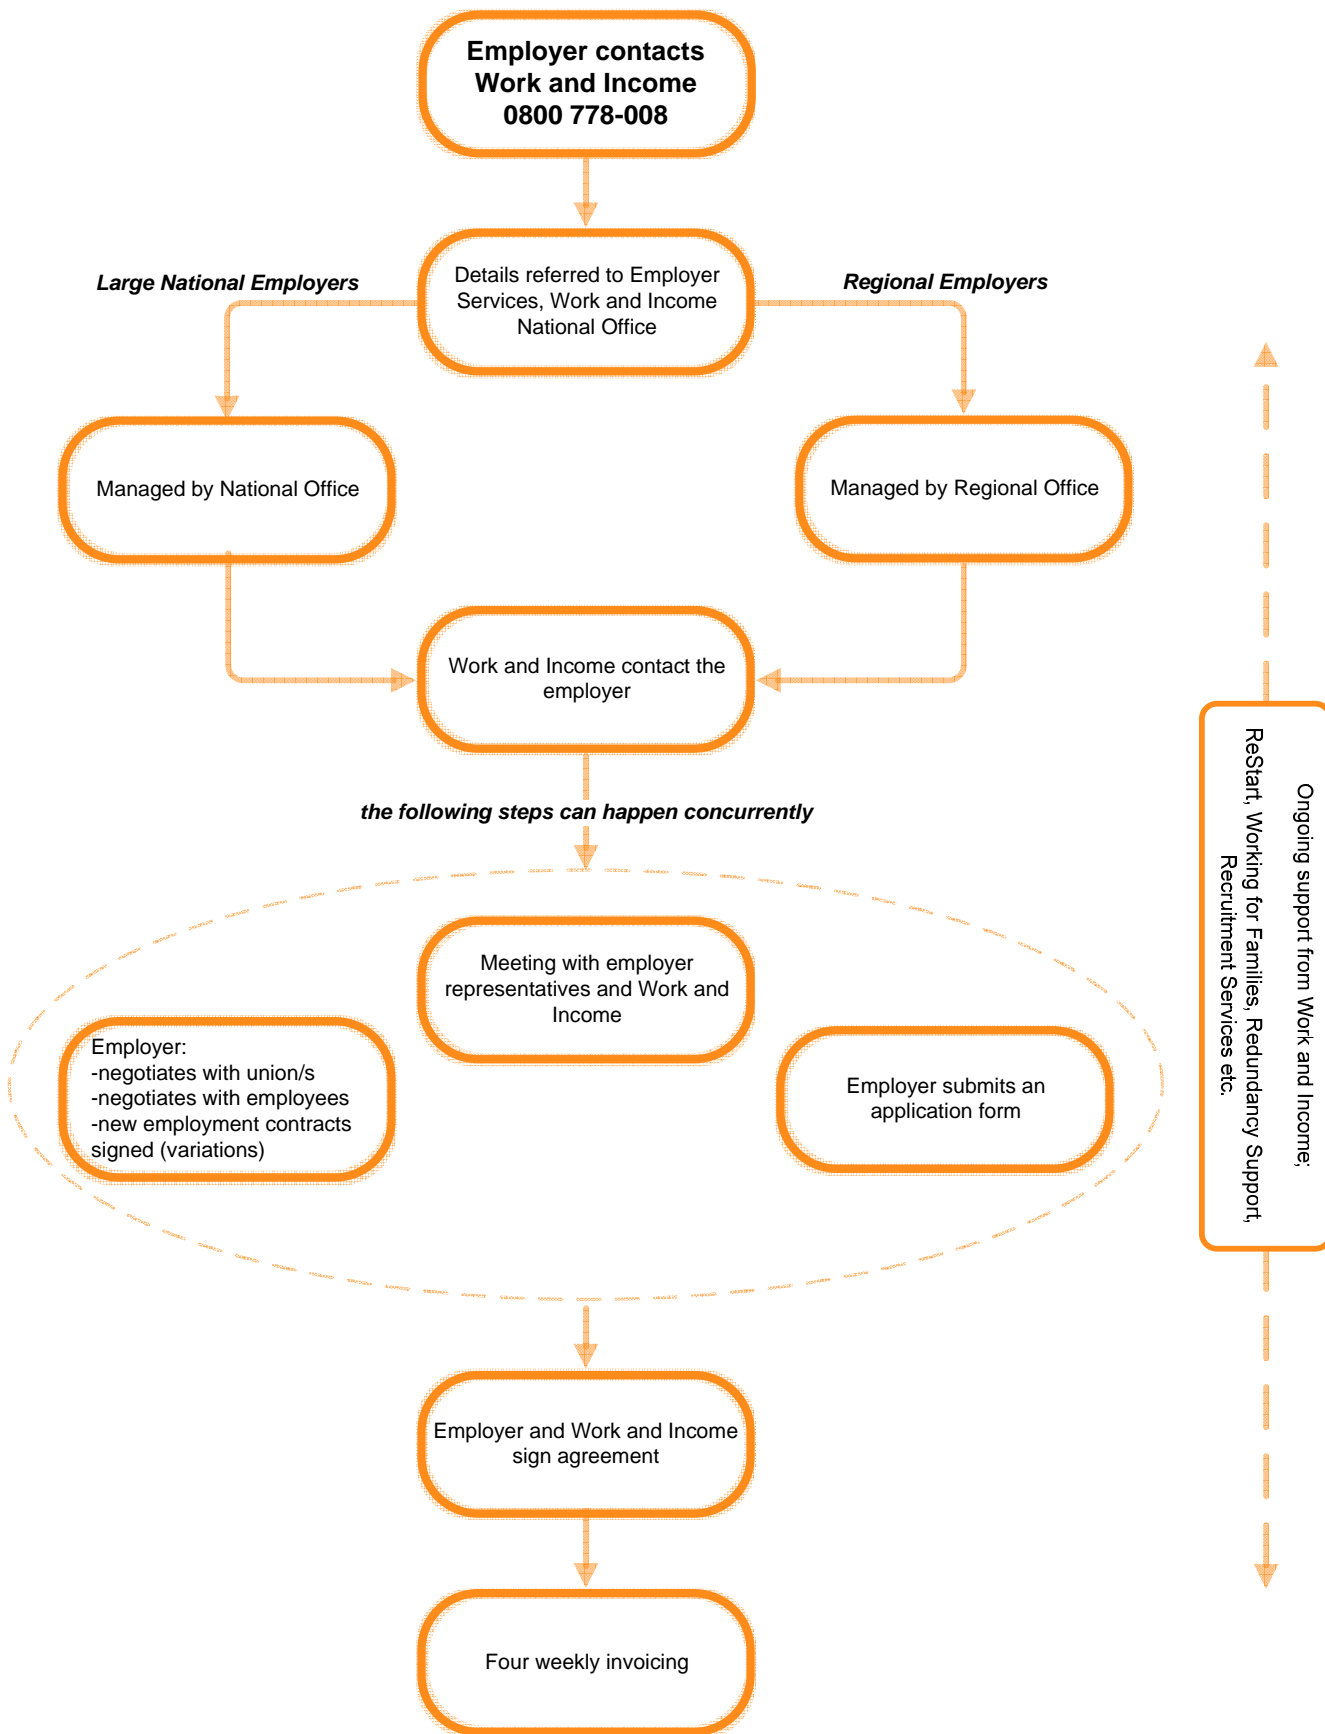 Employer contacts
Work and Income
0800 778-008
Large National Employers
Details referred to Employer
Services, Work and Income
National Office
Regional Employers
Managed by National Office
Managed by Regional Office
Work and Income contact the
employer
the following steps can happen concurrently
Meeting with employer
representatives and Work and
Income
Employer:
-negotiates with union/s
-negotiates with employees
-new employment contracts
signed (variations)
Employer submits an
application form
Employer and Work and Income
sign agreement
Four weekly invoicing
Ongoing support from Work and Income;
ReStart, Working for Families, Redundancy Support,
Recruitment Services etc.